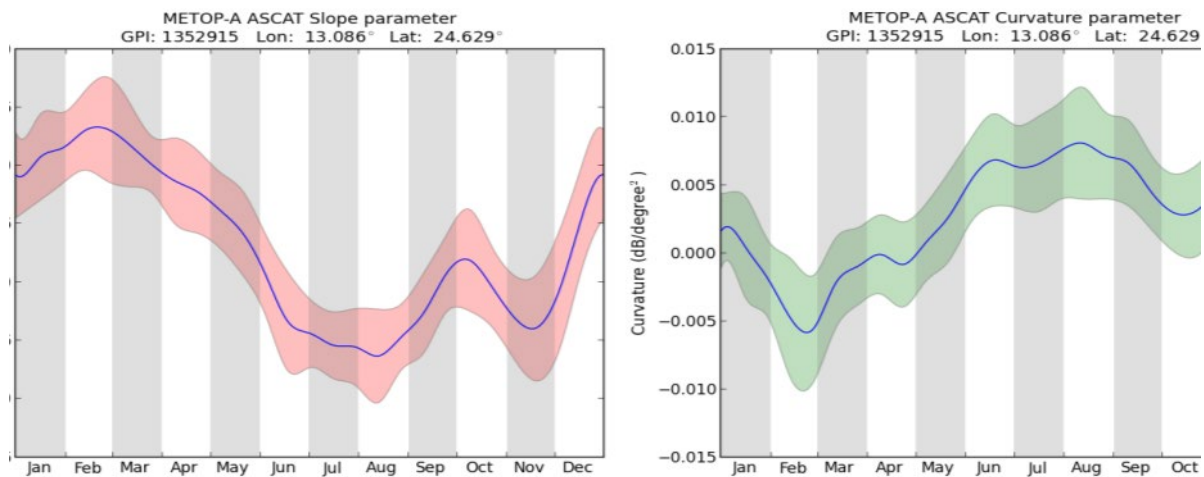 METOP-A ASCAT Slope parameter
GPI: 1352915 Lon: 13.086° Lat: 24.629°
Jan Feb Mar Apr May Jun Jul Aug Sep Oct Nov Dec
METOP-A ASCAT Curvature parameter
GPI: 1352915 Lon: 13.086° Lat: 24.629
0.015
0.010
0.005
0.000
−0.005
−0.010
−0.015
Curvature (dB/degree²)
Jan Feb Mar Apr May Jun Jul Aug Sep Oct